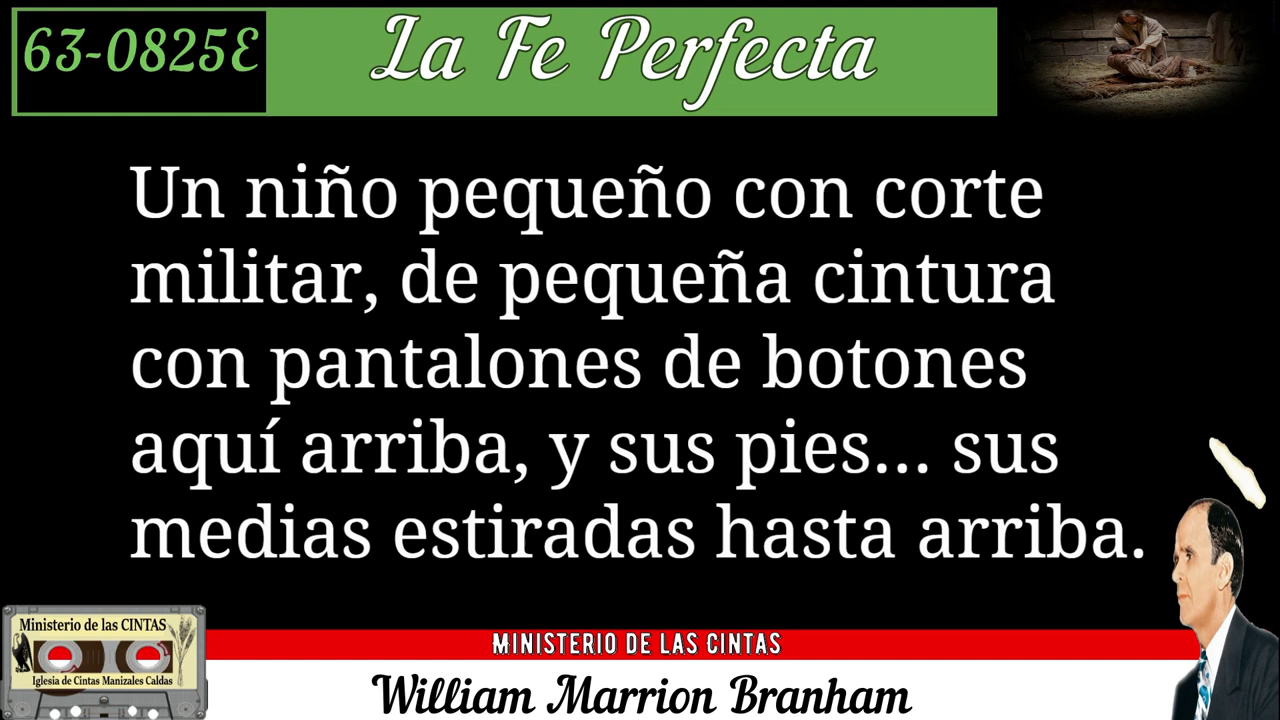 63-0825E
La Fe Perfecta
Un niño pequeño con corte
militar, de pequeña cintura
con pantalones de botones
aquí arriba, y sus pies... sus
medias estiradas hasta arriba.
Ministerio de las CINTAS
Iglesia de Cintas Manizales Caldas
MINISTERIO DE LAS CINTAS
William Marrion Branham